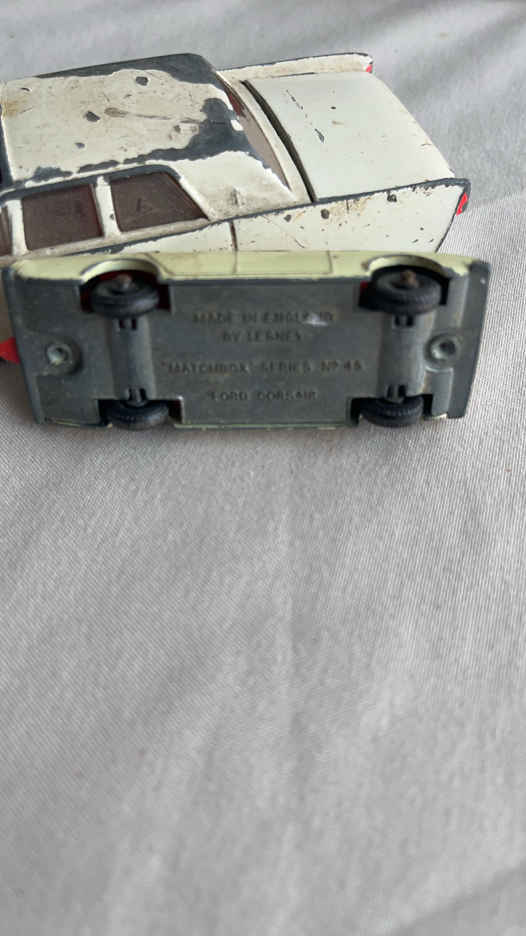 MADE IN ENGLAND
BY LESNEY
"MATCHBOX" SERIES Nº 45
"FORD CORSAIR"